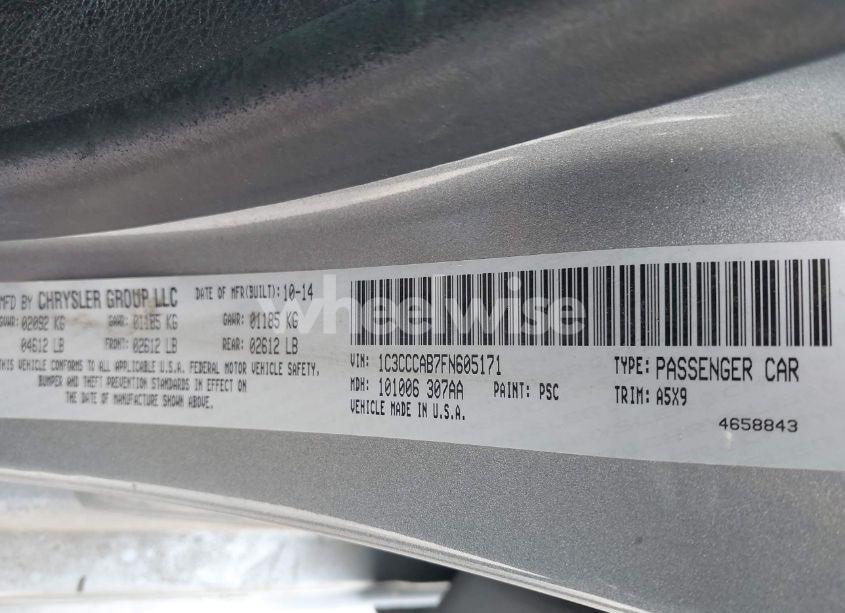 MFD BY CHRYSLER GROUP LLC DATE OF MFR(BUILT): 10-14
GVWR: 02092 KG GAWR: 01185 KG GAWR: 01185 KG
04612 LB FRONT: 02612 LB REAR: 02612 LB
THIS VEHICLE CONFORMS TO ALL APPLICABLE U.S.A. FEDERAL MOTOR VEHICLE SAFETY,
BUMPER AND THEFT PREVENTION STANDARDS IN EFFECT ON
THE DATE OF MANUFACTURE SHOWN ABOVE.
VIN: 1C3CCCAB7FN605171 TYPE: PASSENGER CAR
MDH: 101006 307AA PAINT: PSC TRIM: A5X9
VEHICLE MADE IN U.S.A. 4658843
wheelwise